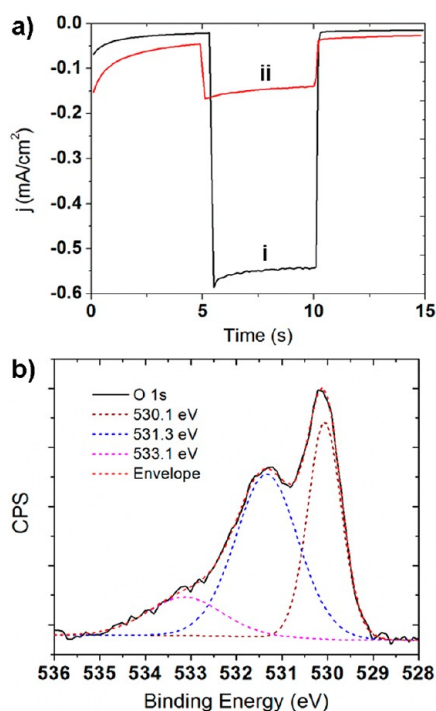 a)
j (mA/cm²)
0.0
-0.1
-0.2
-0.3
-0.4
-0.5
-0.6
ii
i
0 5 10 15
Time (s)
b)
CPS
O 1s
530.1 eV
531.3 eV
533.1 eV
Envelope
536 535 534 533 532 531 530 529 528
Binding Energy (eV)